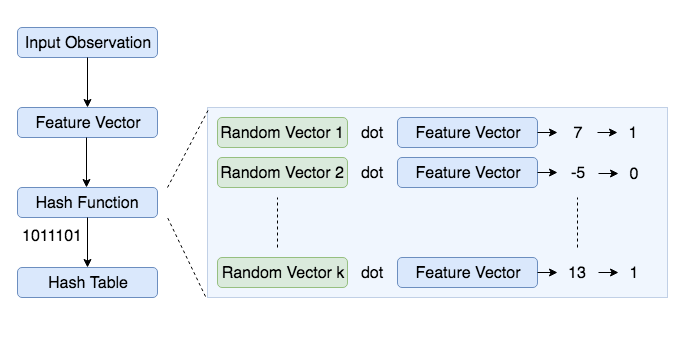 Input Observation
Feature Vector
Hash Function
1011101
Hash Table
Random Vector 1 dot Feature Vector 7 1
Random Vector 2 dot Feature Vector -5 0
Random Vector k dot Feature Vector 13 1